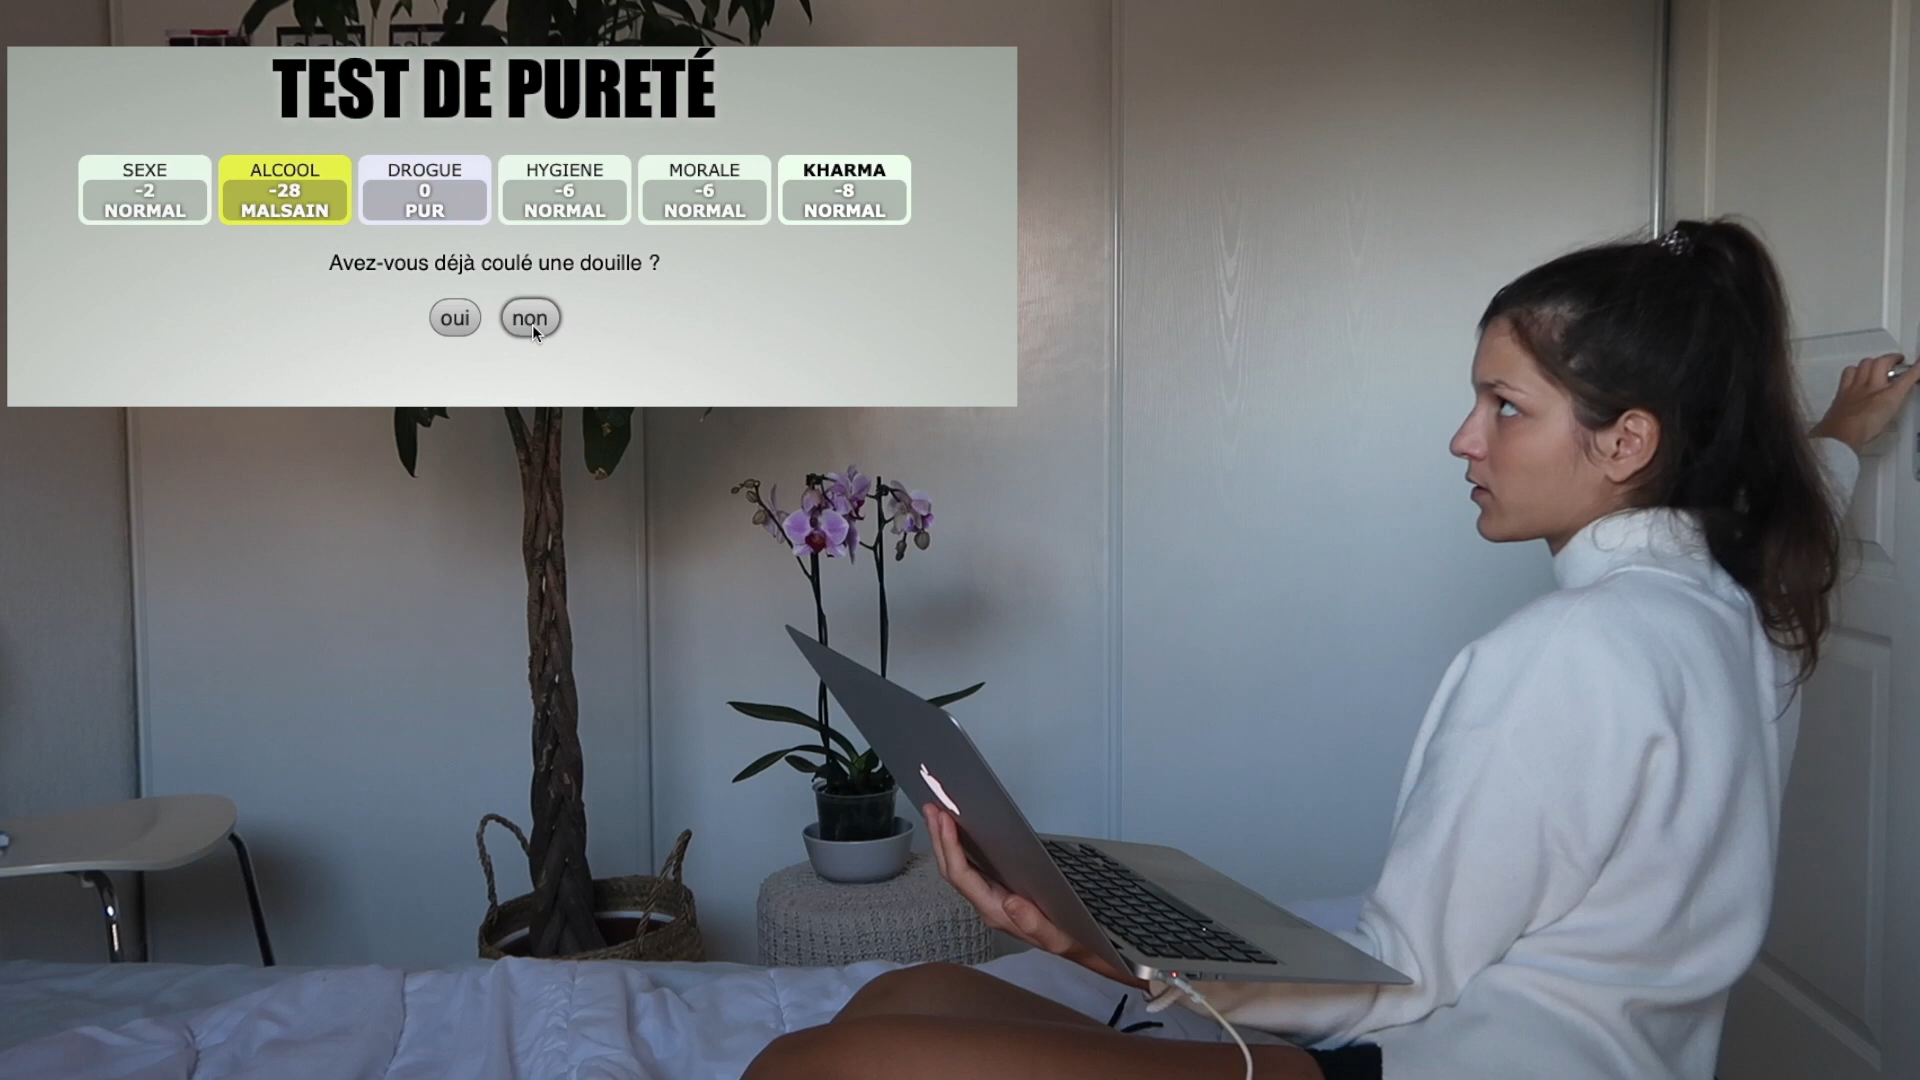 TEST DE PURETÉ
SEXE
-2
NORMAL
ALCOOL
-28
MALSAIN
DROGUE
0
PUR
HYGIENE
-6
NORMAL
MORALE
-6
NORMAL
KHARMA
-8
NORMAL
Avez-vous déjà coulé une douille ?
oui non